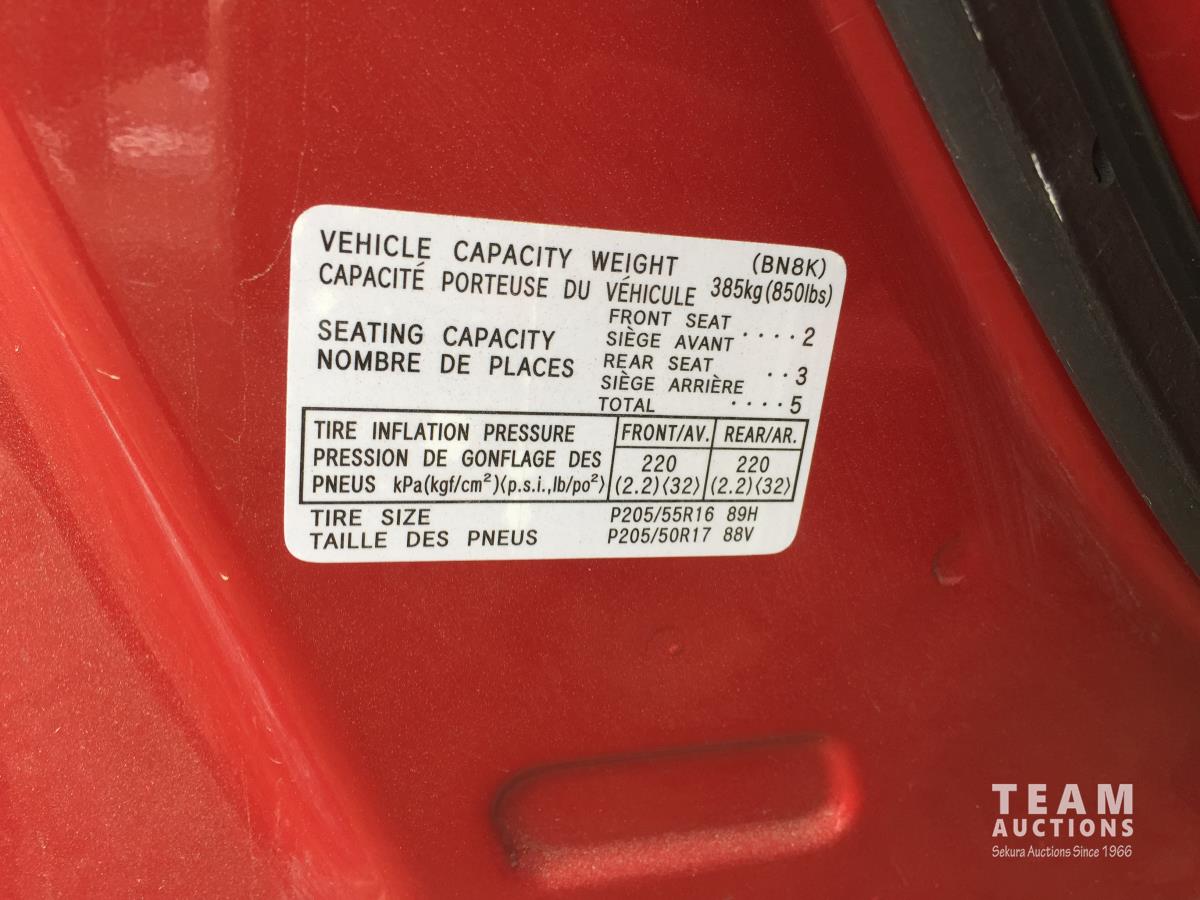 VEHICLE CAPACITY WEIGHT (BN8K)
CAPACITÉ PORTEUSE DU VÉHICULE 385kg(850lbs)
SEATING CAPACITY
NOMBRE DE PLACES
FRONT SEAT
SIÈGE AVANT ····2
REAR SEAT
SIÈGE ARRIÈRE ··3
TOTAL ····5
TIRE INFLATION PRESSURE FRONT/AV. REAR/AR.
PRESSION DE GONFLAGE DES 220 220
PNEUS kPa(kgf/cm²)⟨p.s.i.,lb/po²⟩ (2.2)⟨32⟩ (2.2)⟨32⟩
TIRE SIZE P205/55R16 89H
TAILLE DES PNEUS P205/50R17 88V
TEAM
AUCTIONS
Sekura Auctions Since 1966